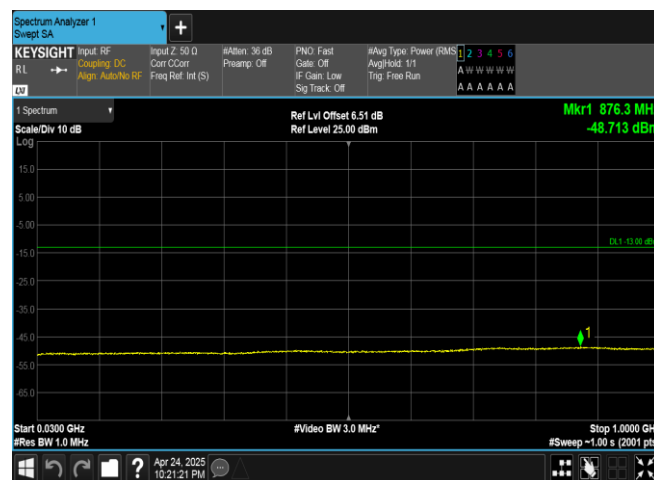 Spectrum Analyzer 1
Swept SA
+
KEYSIGHT
RL
LXI
Input: RF
Coupling: DC
Align: Auto/No RF
Input Z: 50 Ω
Corr CCorr
Freq Ref: Int (S)
#Atten: 36 dB
Preamp: Off
PNO: Fast
Gate: Off
IF Gain: Low
Sig Track: Off
#Avg Type: Power (RMS
Avg|Hold: 1/1
Trig: Free Run
1 2 3 4 5 6
A W W W W W
A A A A A A
1 Spectrum
Scale/Div 10 dB
Log
Ref Lvl Offset 6.51 dB
Ref Level 25.00 dBm
Mkr1 876.3 MH
-48.713 dBm
15.0
5.00
-5.00
-15.0
-25.0
-35.0
-45.0
-55.0
-65.0
DL1 -13.00 dB
1
Start 0.0300 GHz
#Res BW 1.0 MHz
#Video BW 3.0 MHz*
Stop 1.0000 GH
#Sweep ~1.00 s (2001 pts
?
Apr 24, 2025
10:21:21 PM